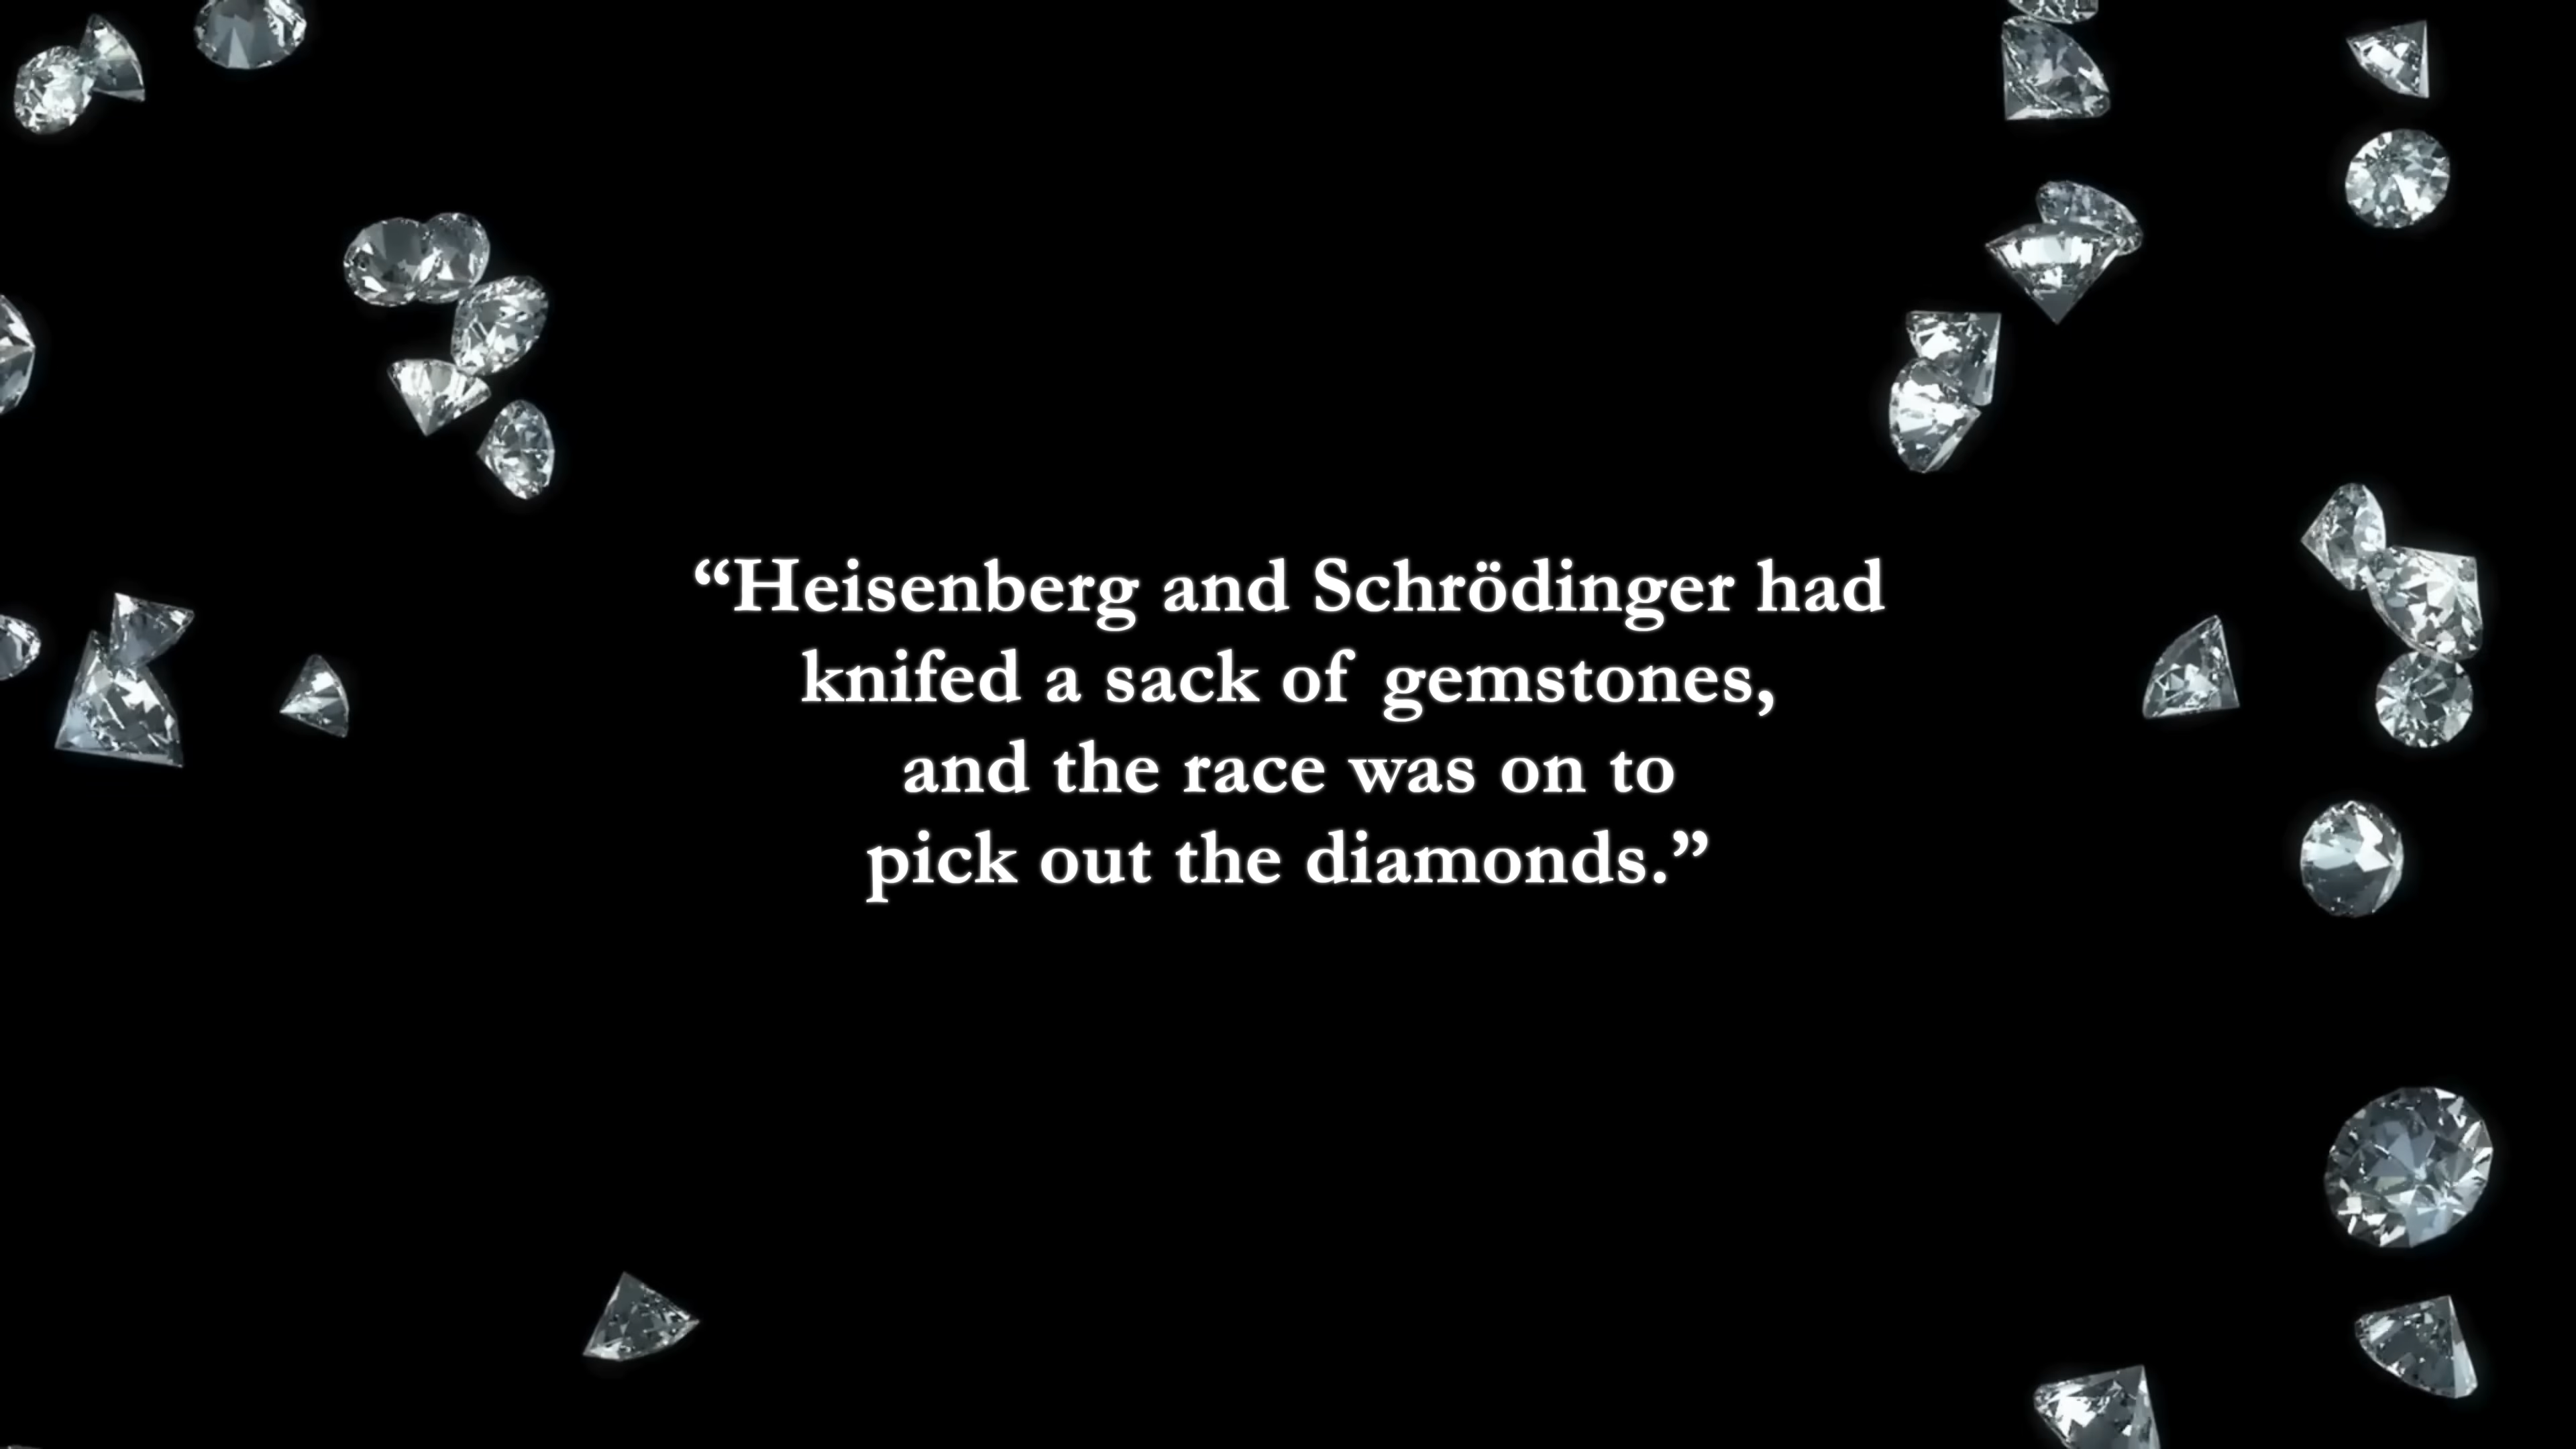 “Heisenberg and Schrödinger had
knifed a sack of gemstones,
and the race was on to
pick out the diamonds.”